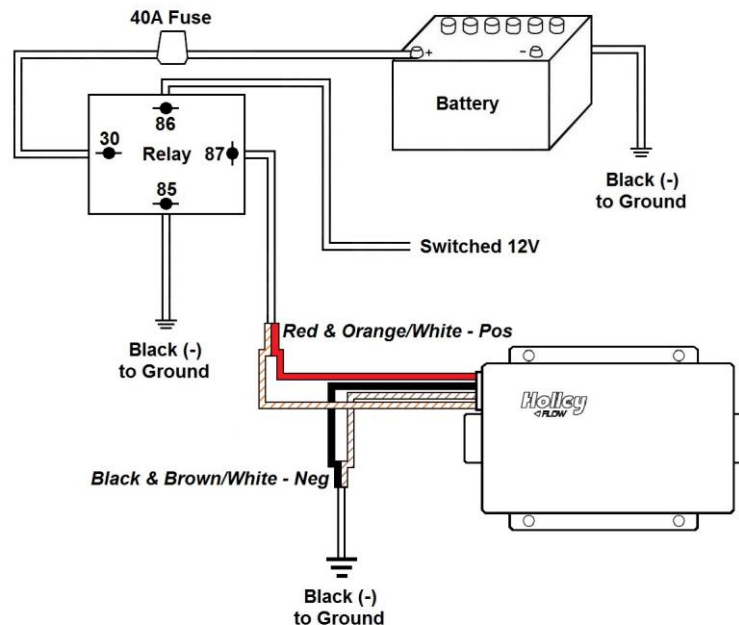 40A Fuse
+
-
Battery
86
30
Relay
87
85
Black (-)
to Ground
Switched 12V
Black (-)
to Ground
Red & Orange/White - Pos
Holley
FLOW
Black & Brown/White - Neg
Black (-)
to Ground